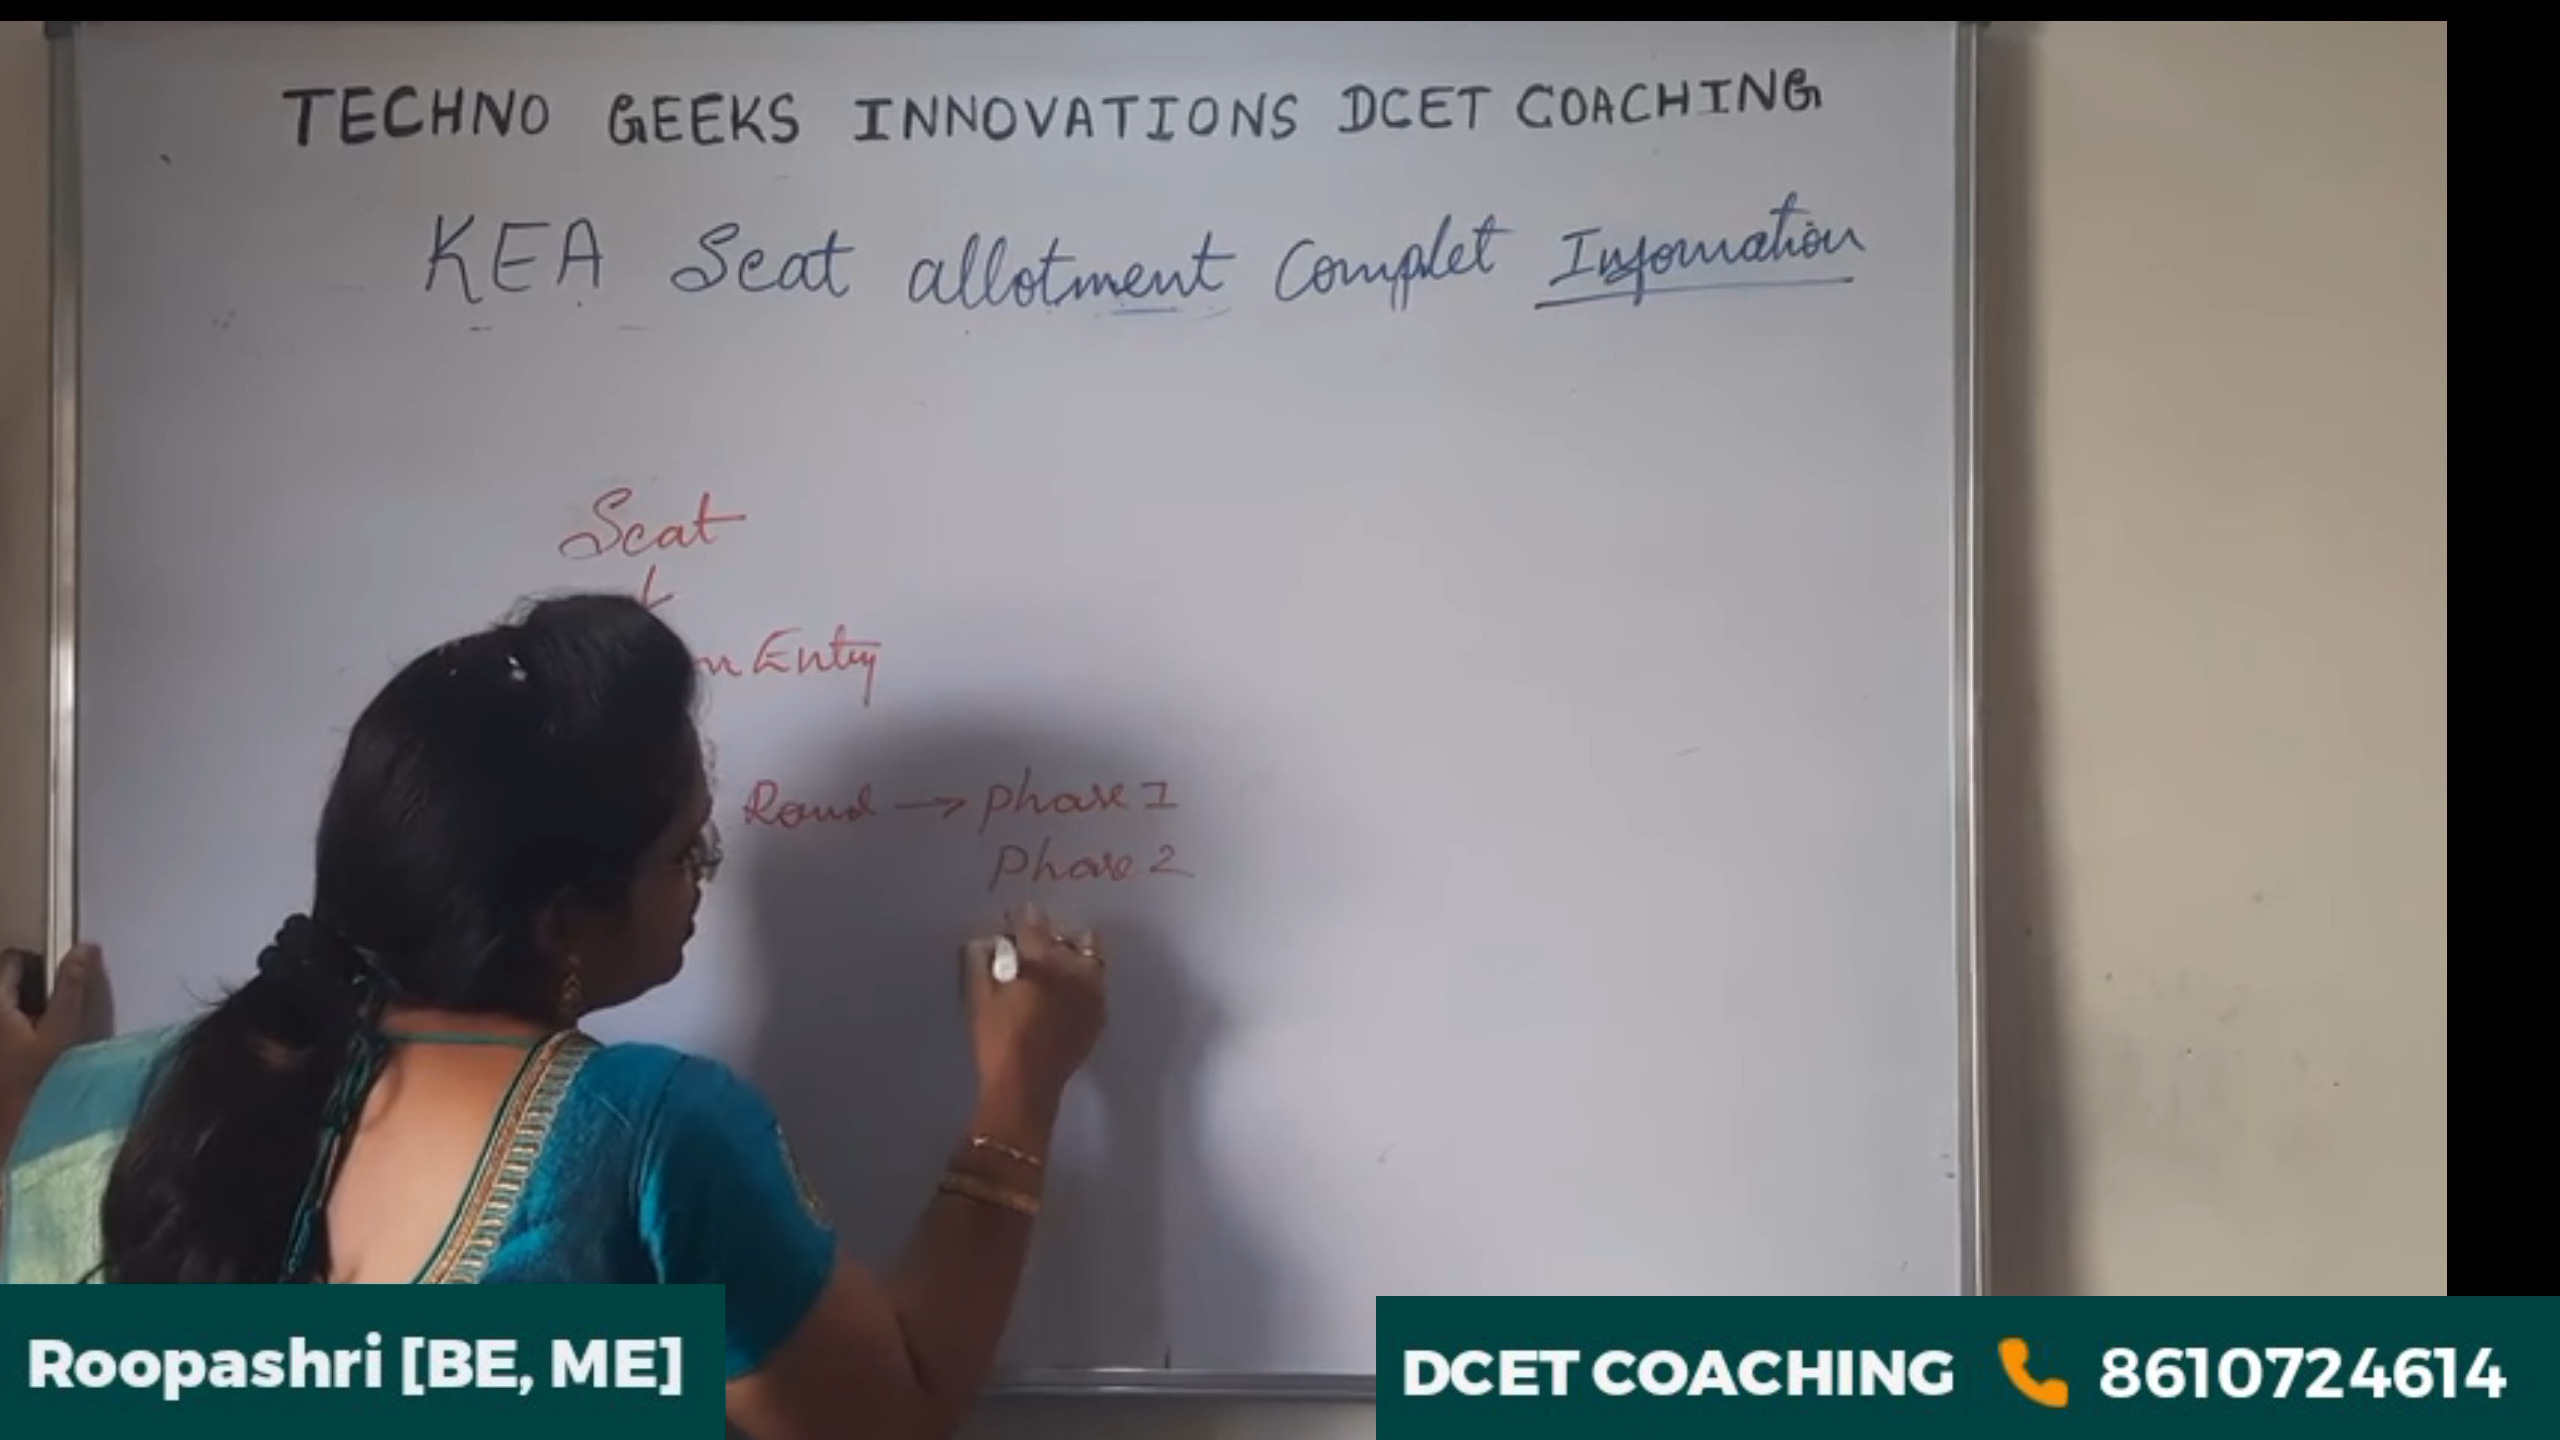 TECHNO GEEKS INNOVATIONS DCET COACHING
KEA Seat allotment Complet Infomation
Seat
Entry
Round → phase 1
Phase 2
Roopashri [BE, ME]
DCET COACHING 8610724614